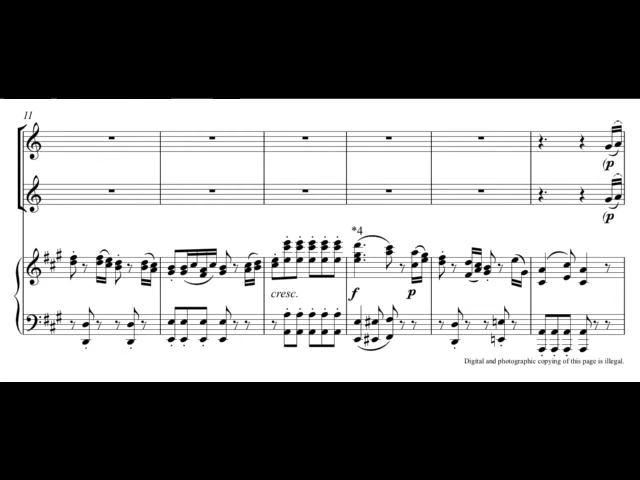 11
(p
(p
*4
cresc. f p
Digital and photographic copying of this page is illegal.